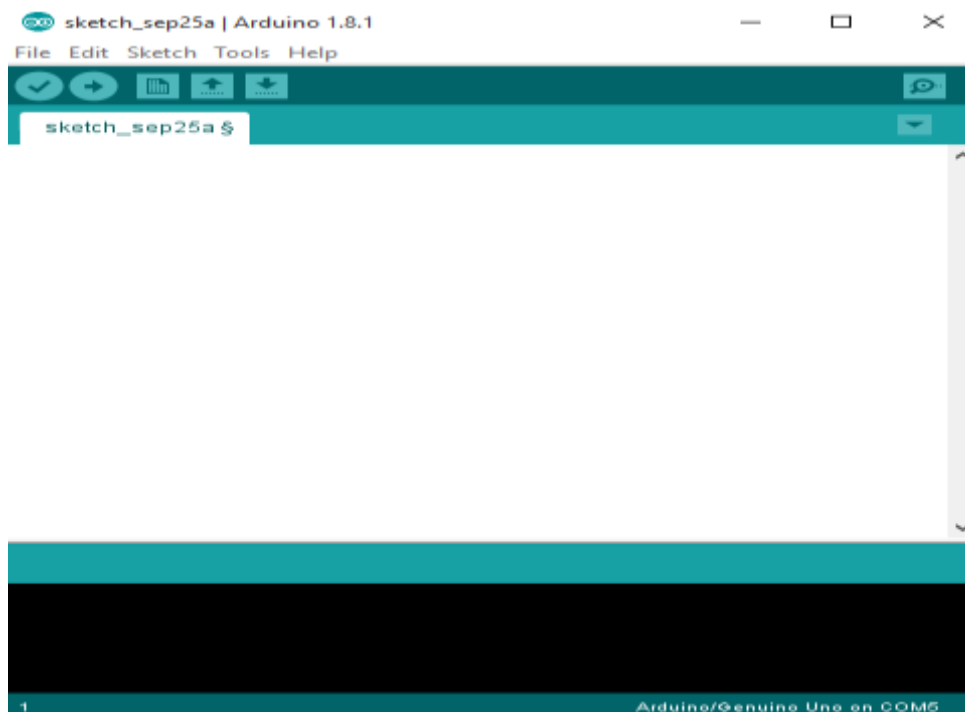 sketch_sep25a | Arduino 1.8.1
File Edit Sketch Tools Help
sketch_sep25a §
1 Arduino/Genuino Uno on COM5